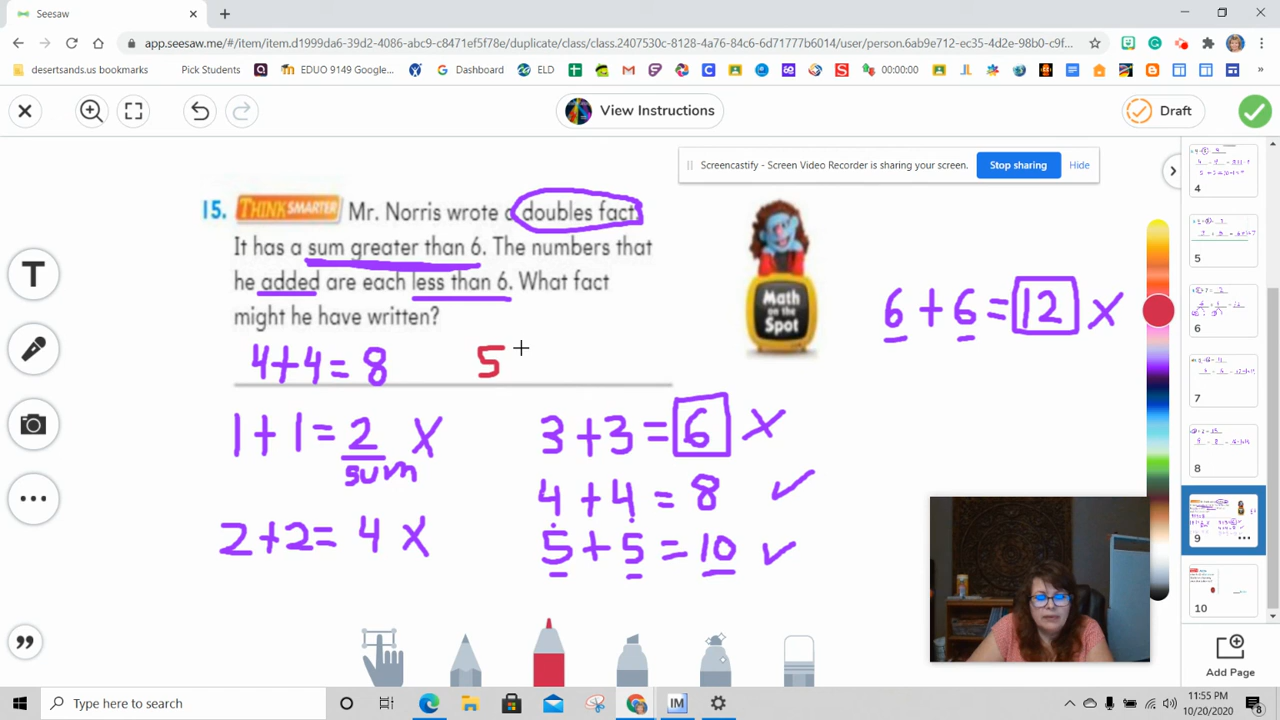 Seesaw
app.seesaw.me/#/item/item.d1999da6-39d2-4086-abc9-c8471eff578e/duplicate/class/class.2407530c-8128-4a76-84c6-d71777b6014/user/person.6ab9e712-ec35-4d2e-98b0-c9f...
desertsands.us bookmarks Pick Students EDUO 9149 Google... Dashboard ELD 00:00:00
View Instructions
Draft
Screencastify - Screen Video Recorder is sharing your screen. Stop sharing Hide
15. THINK SMARTER Mr. Norris wrote a doubles fact.
It has a sum greater than 6. The numbers that
he added are each less than 6. What fact
might he have written?
Math
on the
Spot
6 + 6 = 12 X
4 + 4 = 8 5
1 + 1 = 2 X
sum
2 + 2 = 4 X
3 + 3 = 6 X
4 + 4 = 8 ✓
5 + 5 = 10 ✓
T
4
5
6
7
8
9
10
Add Page
Type here to search
11:55 PM
10/20/2020
8